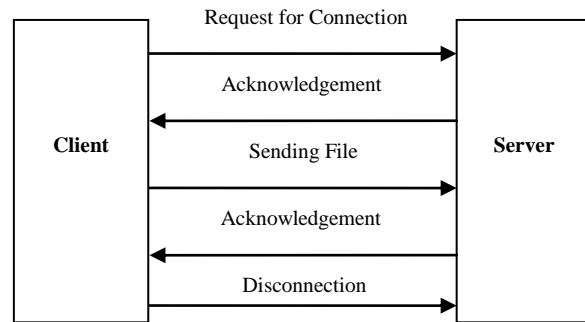 Request for Connection
Acknowledgement
Client
Server
Sending File
Acknowledgement
Disconnection